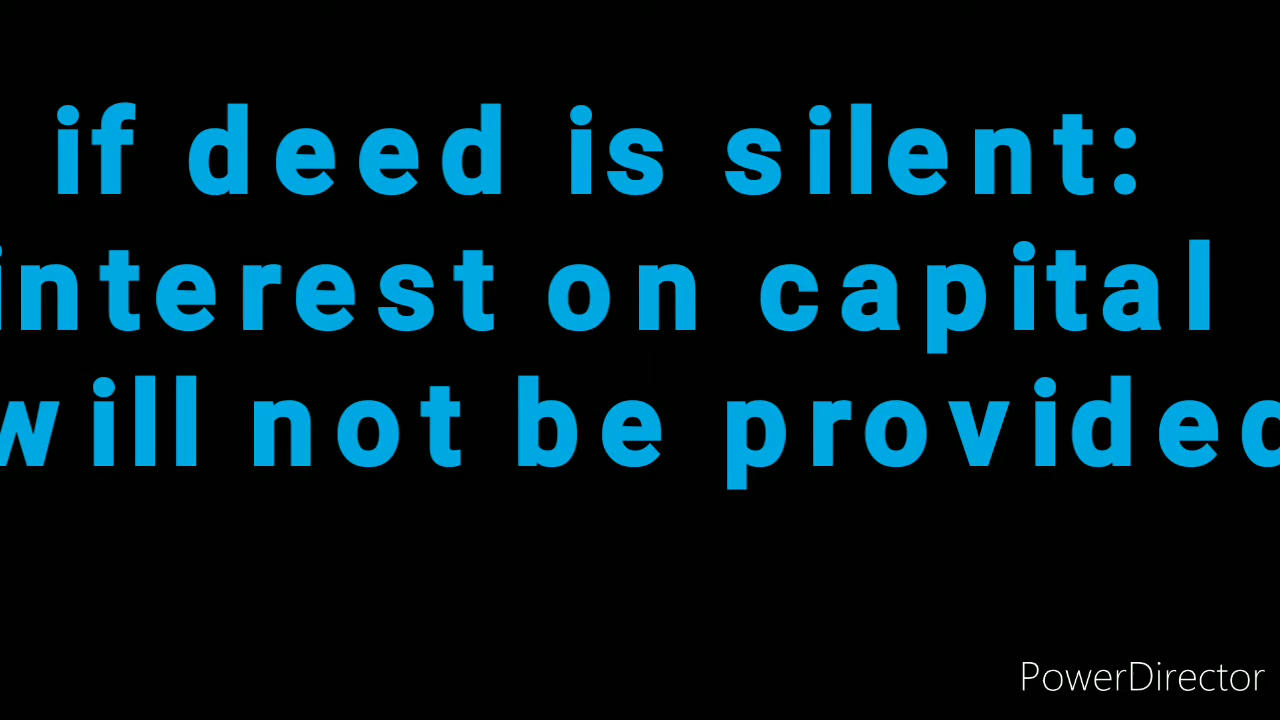 if deed is silent:
interest on capital
will not be provided
PowerDirector